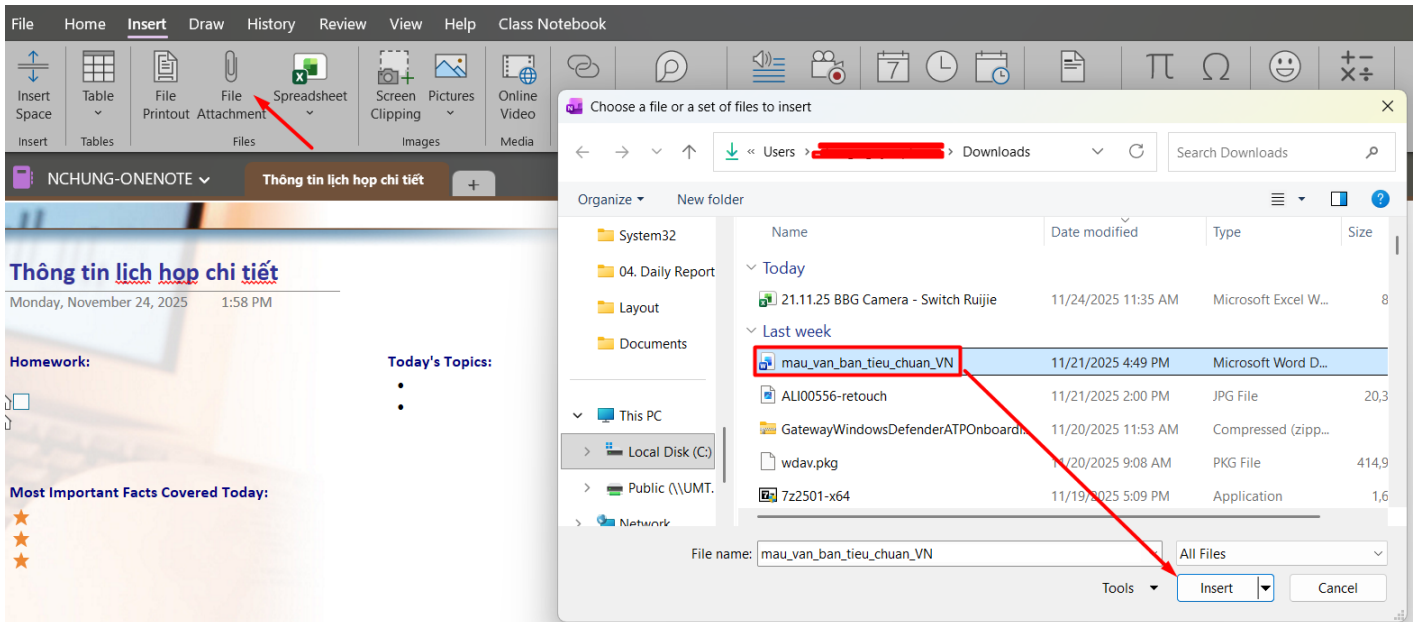 File Home Insert Draw History Review View Help Class Notebook
Insert Space
Table
File Printout
File Attachment
Spreadsheet
Screen Clipping
Pictures
Online Video
Insert Tables Files Images Media
NCHUNG-ONENOTE
Thông tin lịch họp chi tiết
+
Thông tin lịch họp chi tiết
Monday, November 24, 2025 1:58 PM
Homework:
Today's Topics:
Most Important Facts Covered Today:
Choose a file or a set of files to insert
« Users > > Downloads
Search Downloads
Organize New folder
System32
04. Daily Report
Layout
Documents
This PC
Local Disk (C:)
Public (\\UMT.
Network
Name Date modified Type Size
Today
21.11.25 BBG Camera - Switch Ruijie 11/24/2025 11:35 AM Microsoft Excel W... 8
Last week
mau_van_ban_tieu_chuan_VN 11/21/2025 4:49 PM Microsoft Word D...
ALI00556-retouch 11/21/2025 2:00 PM JPG File 20,3
GatewayWindowsDefenderATPOnboardi... 11/20/2025 11:53 AM Compressed (zipp...
wdav.pkg 11/20/2025 9:08 AM PKG File 414,9
7z2501-x64 11/19/2025 5:09 PM Application 1,6
File name: mau_van_ban_tieu_chuan_VN All Files
Tools Insert Cancel